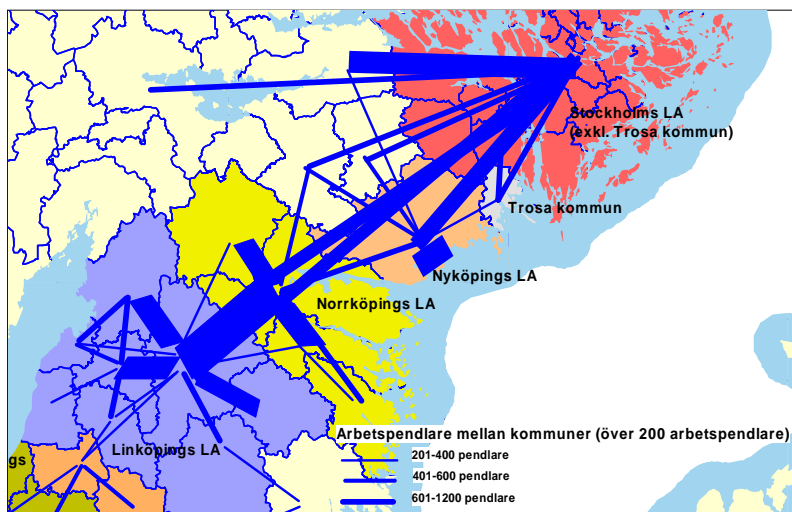 Stockholms LA
(exkl. Trosa kommun)
Trosa kommun
Nyköpings LA
Norrköpings LA
Arbetspendlare mellan kommuner (över 200 arbetspendlare)
Linköpings LA
gs
201-400 pendlare
401-600 pendlare
601-1200 pendlare